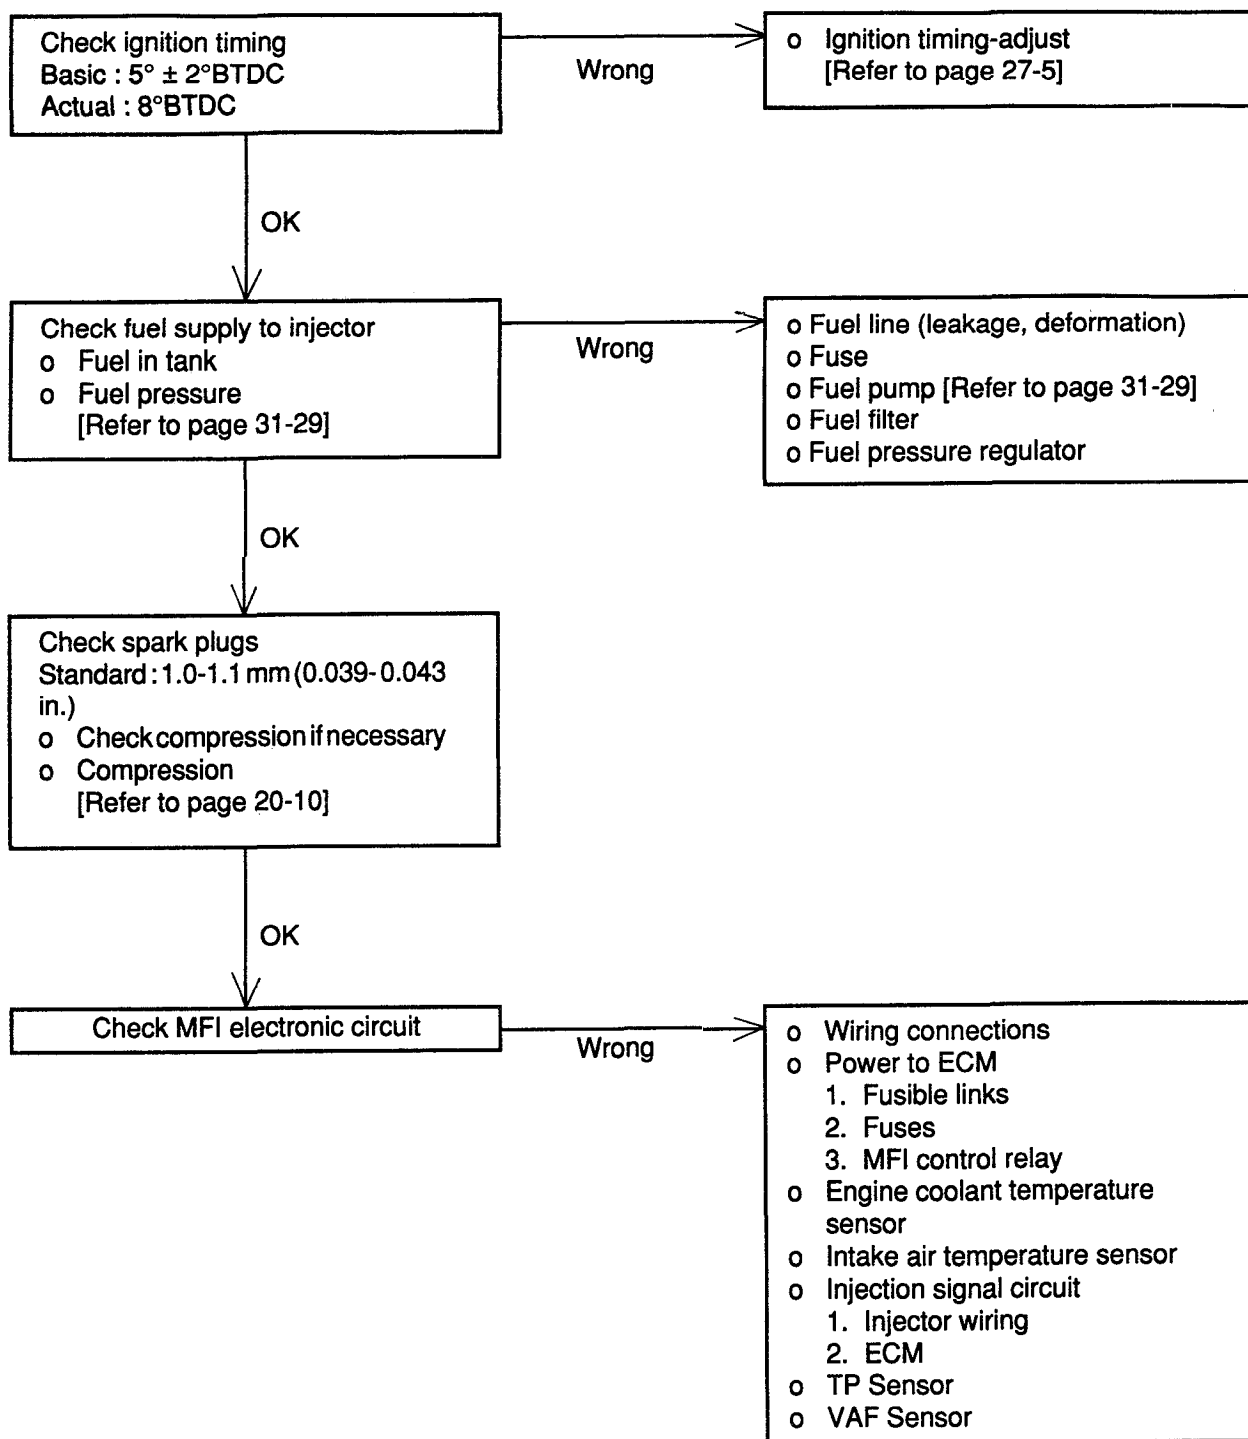 Check ignition timing
Basic : 5° ± 2°BTDC
Actual : 8°BTDC
Wrong
o Ignition timing-adjust
[Refer to page 27-5]
OK
Check fuel supply to injector
o Fuel in tank
o Fuel pressure
[Refer to page 31-29]
Wrong
o Fuel line (leakage, deformation)
o Fuse
o Fuel pump [Refer to page 31-29]
o Fuel filter
o Fuel pressure regulator
OK
Check spark plugs
Standard : 1.0-1.1 mm (0.039-0.043
in.)
o Check compression if necessary
o Compression
[Refer to page 20-10]
OK
Check MFI electronic circuit
Wrong
o Wiring connections
o Power to ECM
1. Fusible links
2. Fuses
3. MFI control relay
o Engine coolant temperature
sensor
o Intake air temperature sensor
o Injection signal circuit
1. Injector wiring
2. ECM
o TP Sensor
o VAF Sensor